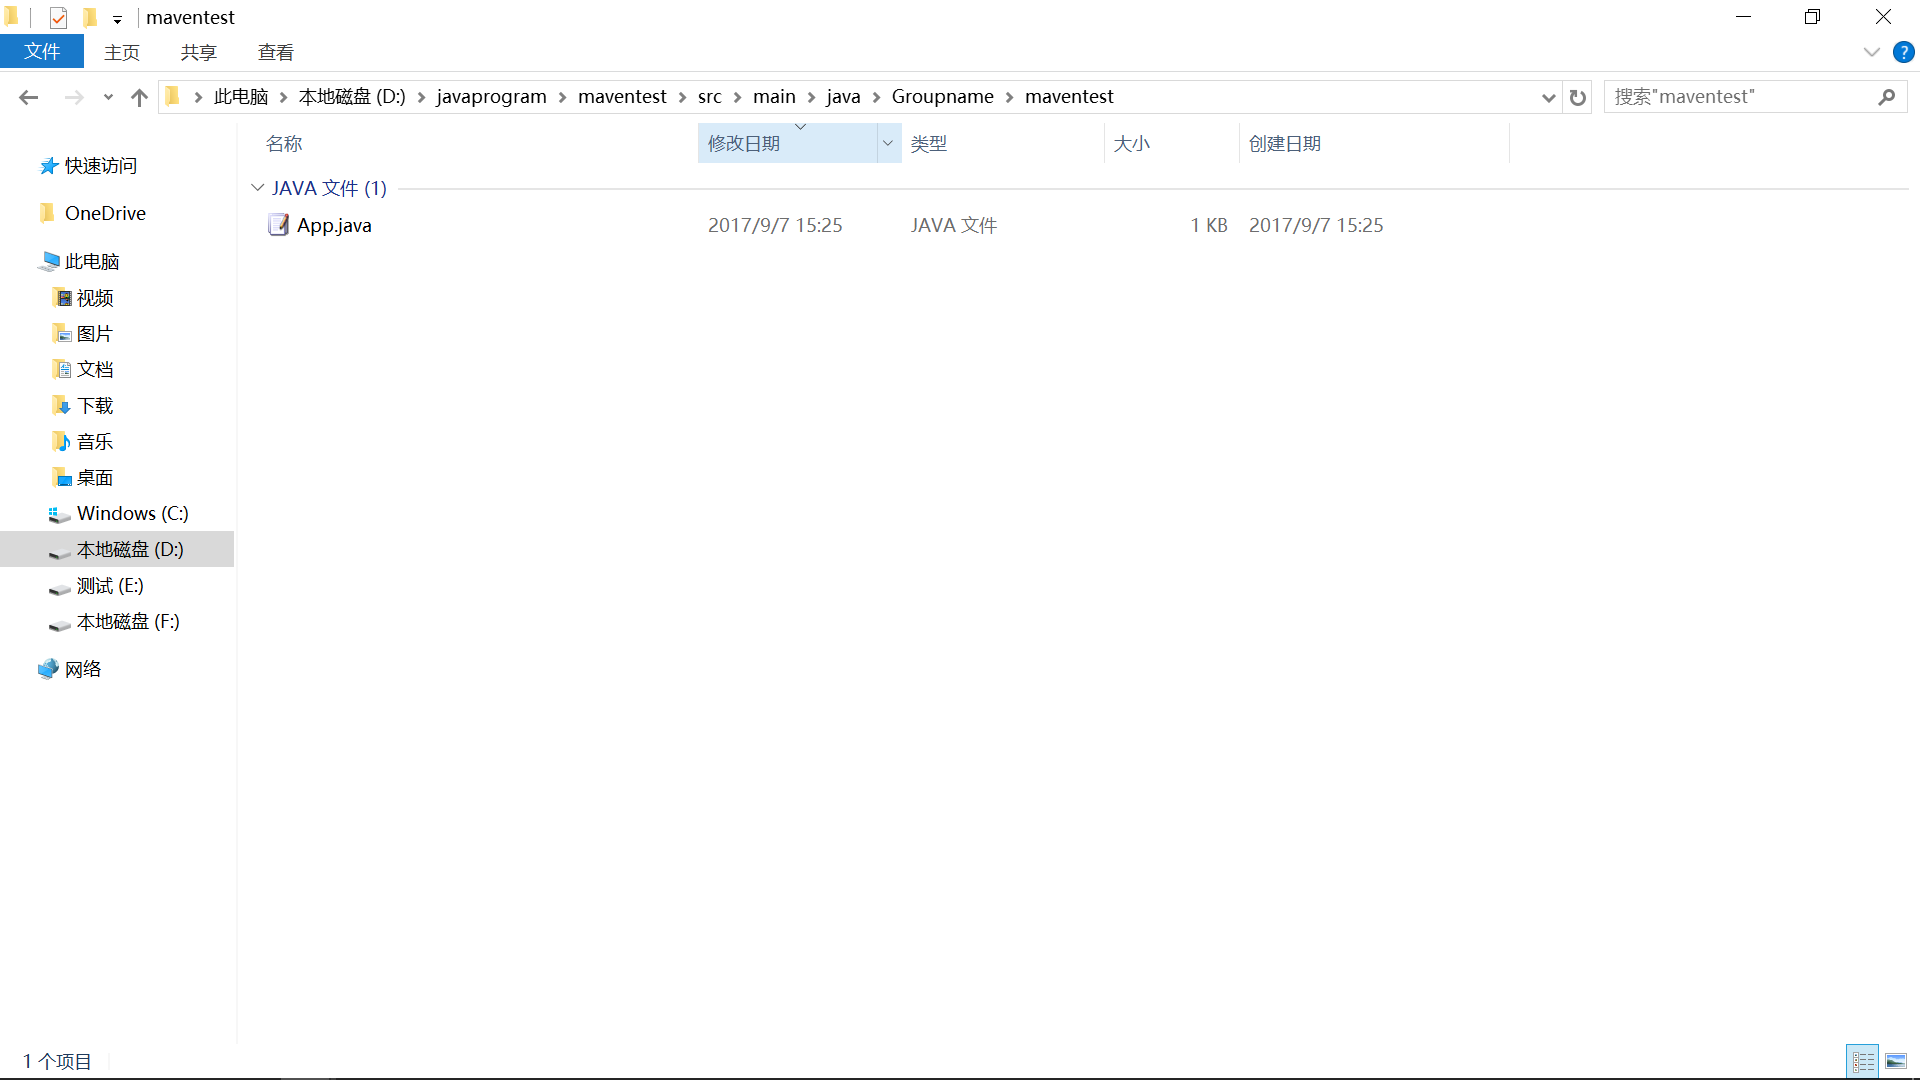 maventest
文件 主页 共享 查看
此电脑 本地磁盘 (D:) javaprogram maventest src main java Groupname maventest
搜索"maventest"
名称 修改日期 类型 大小 创建日期
JAVA 文件 (1)
App.java 2017/9/7 15:25 JAVA 文件 1 KB 2017/9/7 15:25
快速访问
OneDrive
此电脑
视频
图片
文档
下载
音乐
桌面
Windows (C:)
本地磁盘 (D:)
测试 (E:)
本地磁盘 (F:)
网络
1 个项目